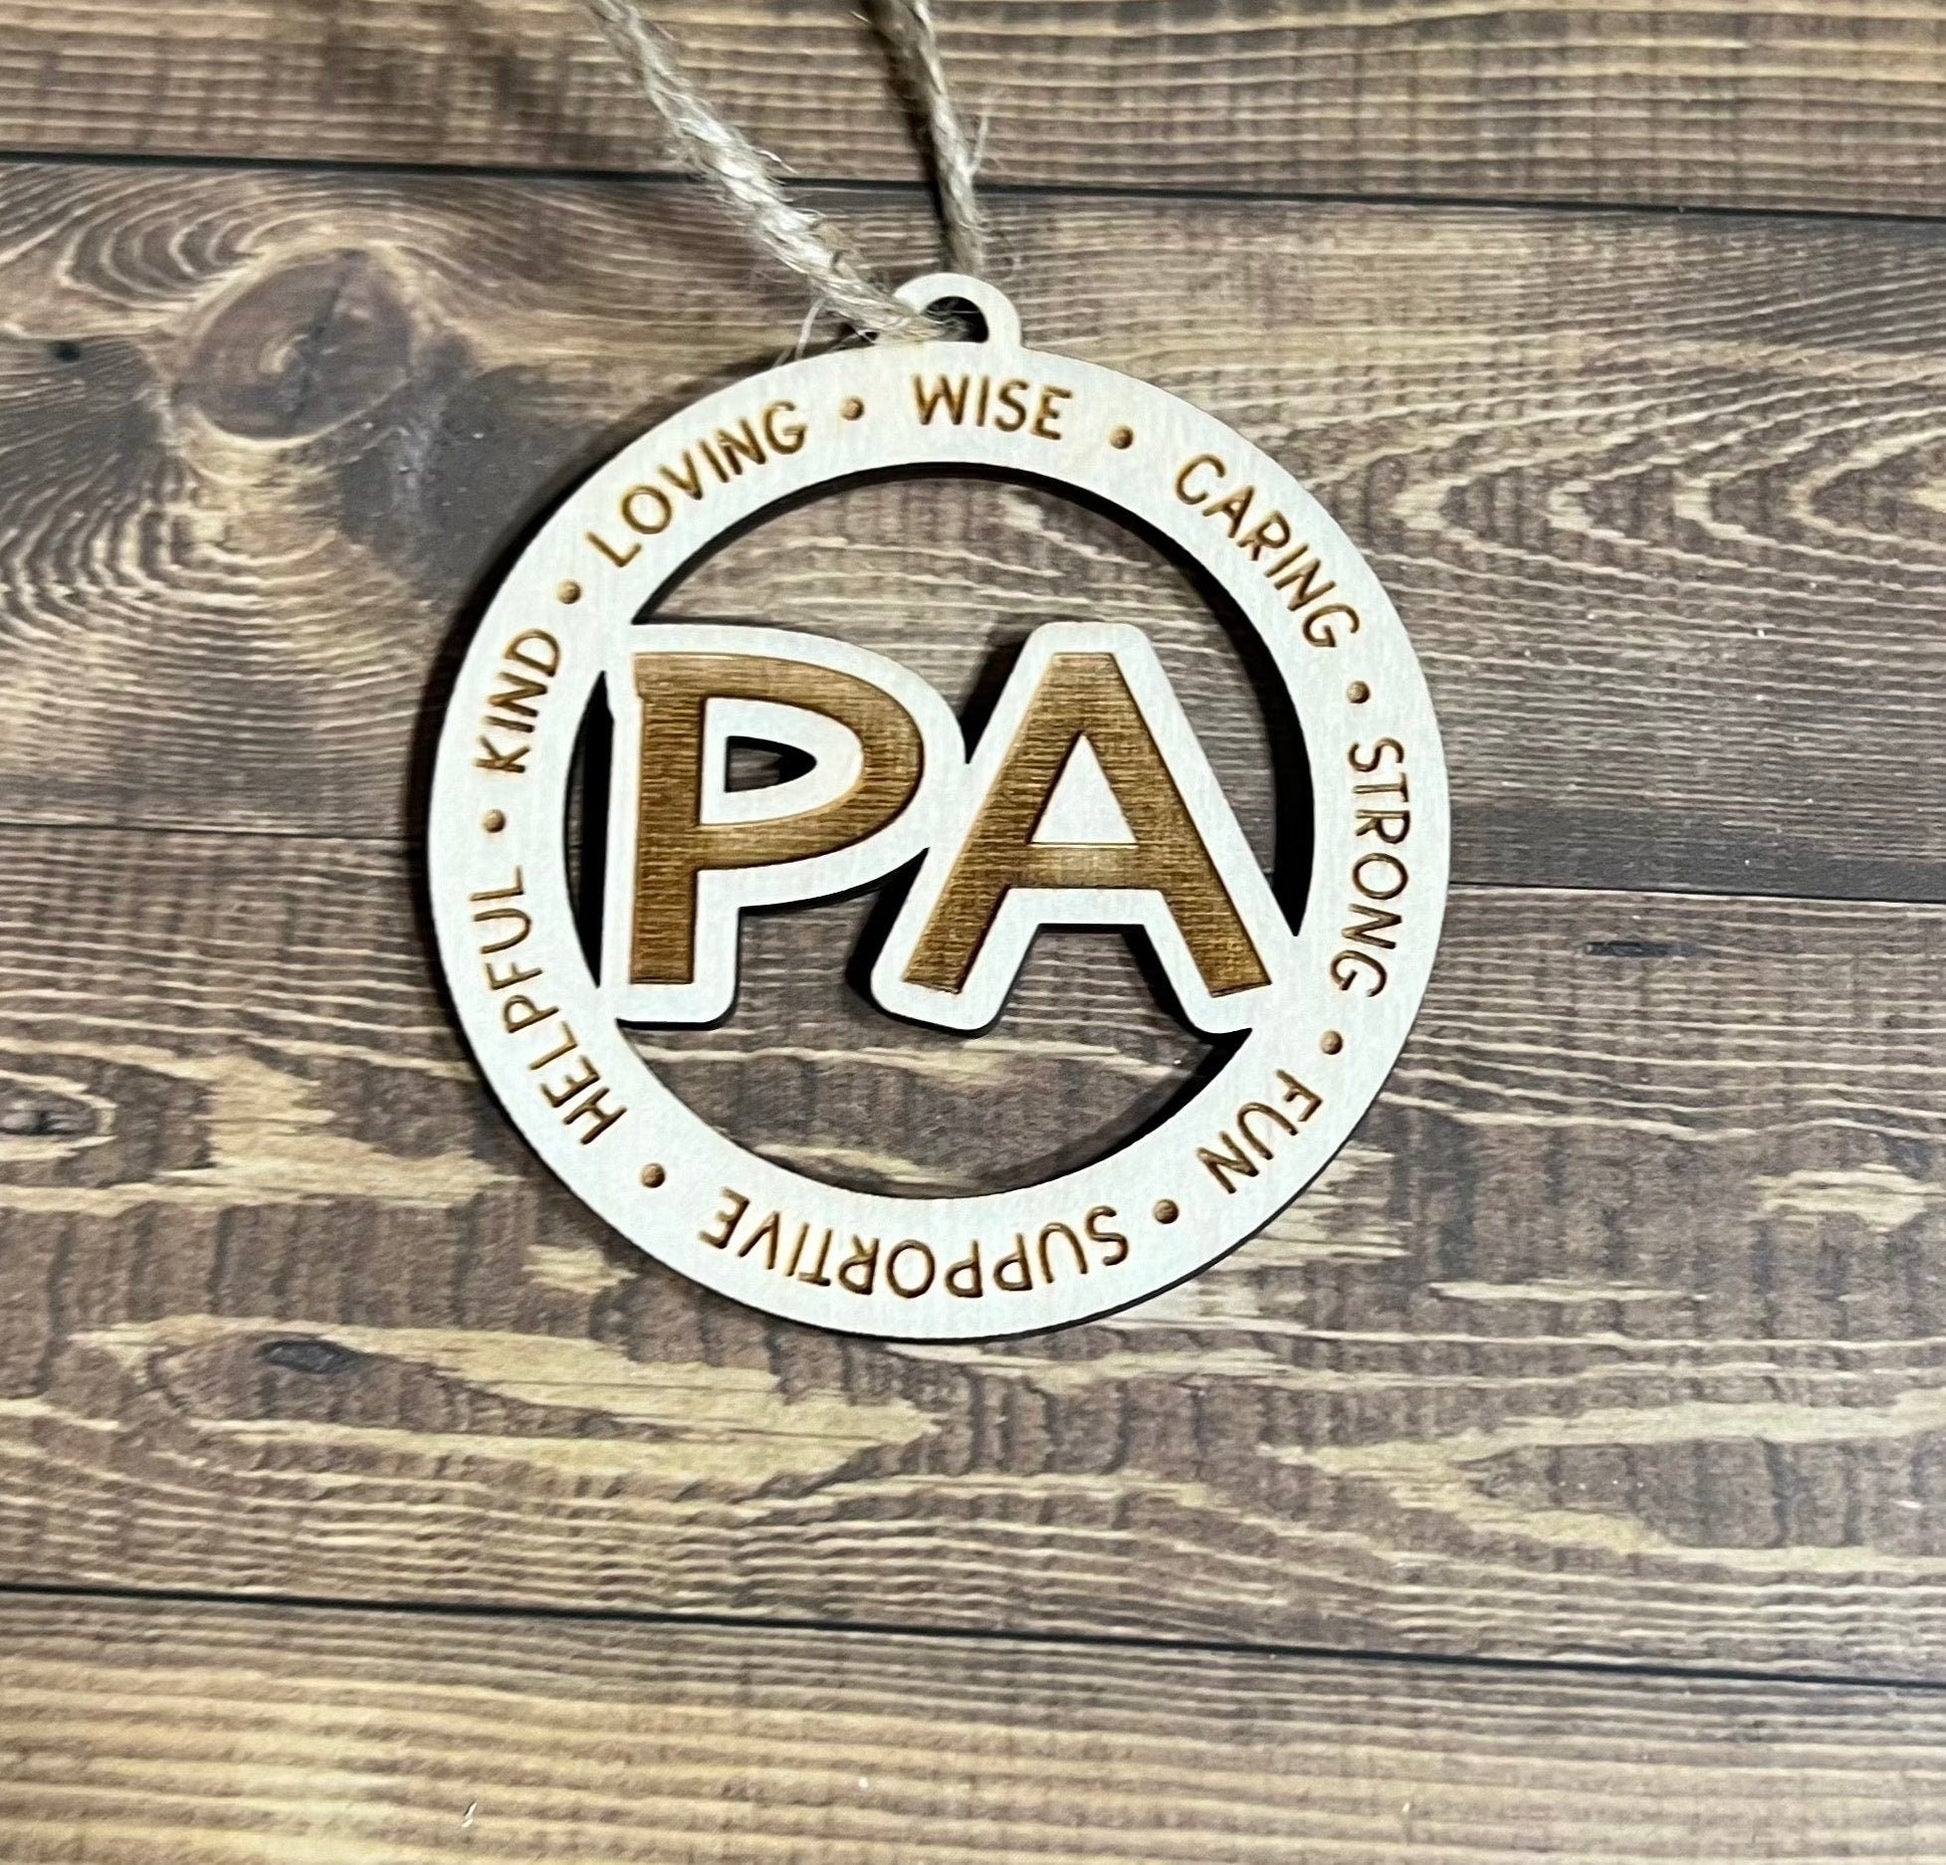 LOVING • WISE • CARING • STRONG • FUN • SUPPORTIVE • HELPFUL • KIND •
PA